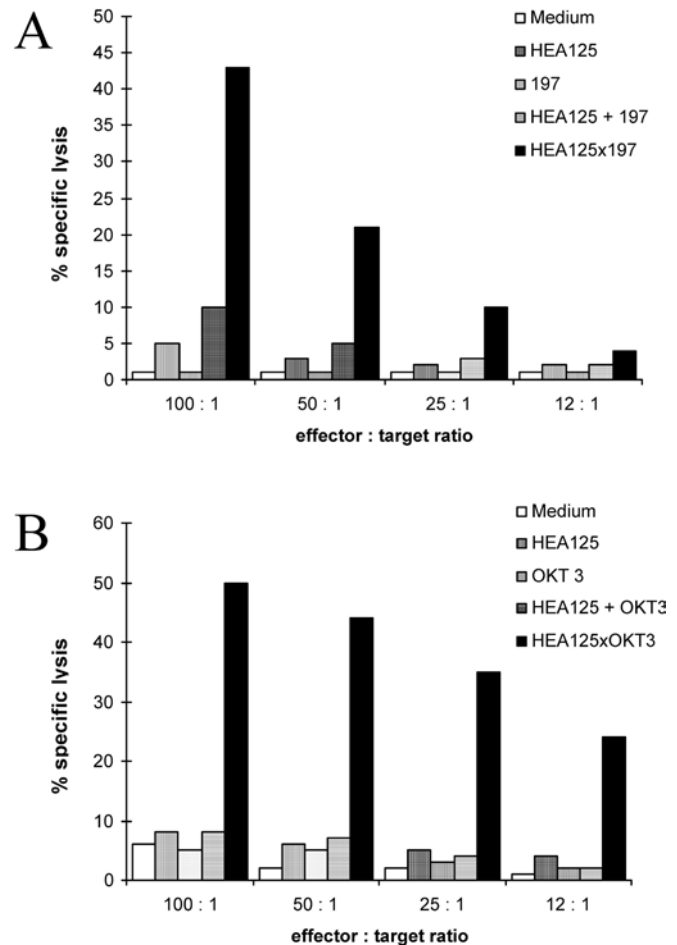 A
50
45
40
35
30
25
20
15
10
5
0
% specific lysis
Medium
HEA125
197
HEA125 + 197
HEA125x197
100 : 1 50 : 1 25 : 1 12 : 1
effector : target ratio
B
60
50
40
30
20
10
0
% specific lysis
Medium
HEA125
OKT 3
HEA125 + OKT3
HEA125xOKT3
100 : 1 50 : 1 25 : 1 12 : 1
effector : target ratio